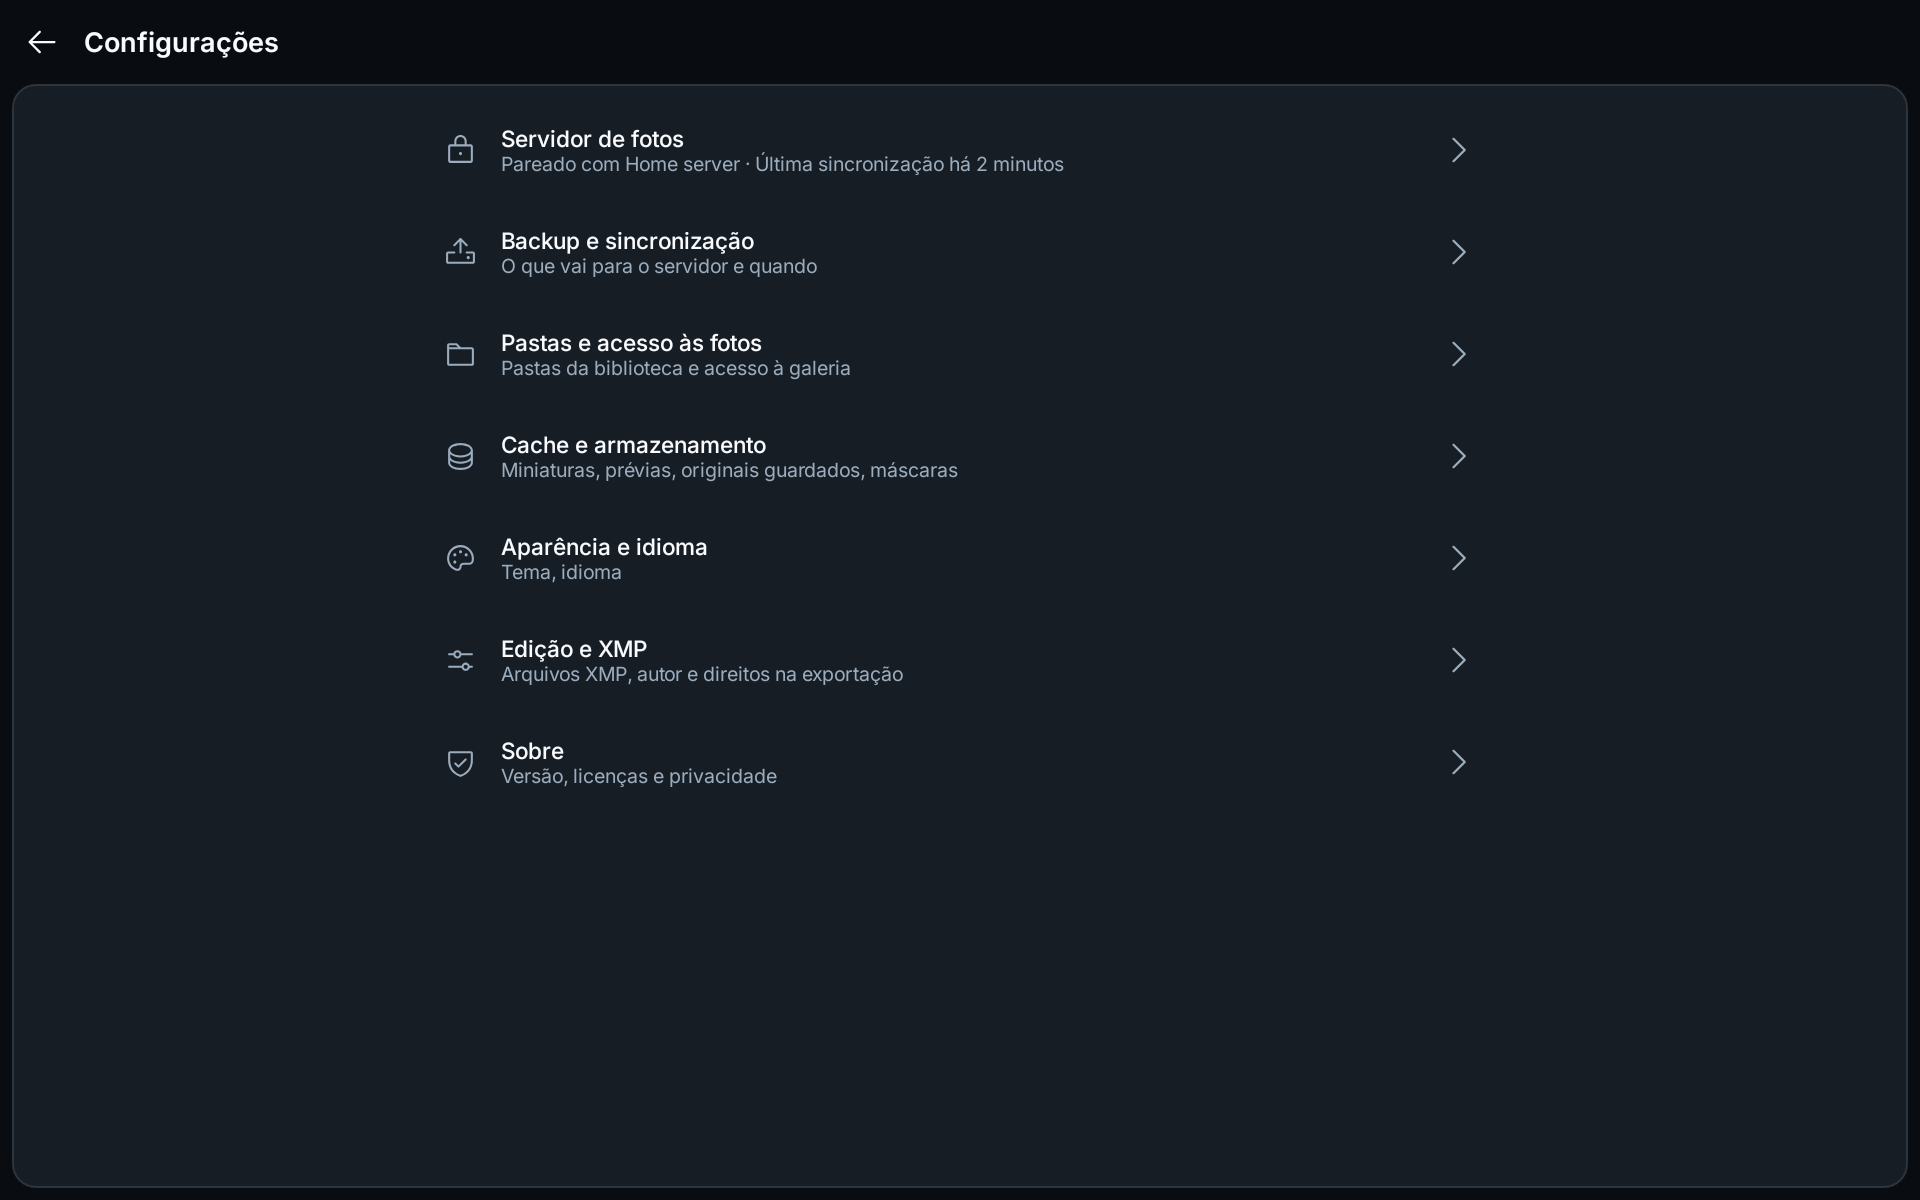 Configurações
Servidor de fotos
Pareado com Home server · Última sincronização há 2 minutos
Backup e sincronização
O que vai para o servidor e quando
Pastas e acesso às fotos
Pastas da biblioteca e acesso à galeria
Cache e armazenamento
Miniaturas, prévias, originais guardados, máscaras
Aparência e idioma
Tema, idioma
Edição e XMP
Arquivos XMP, autor e direitos na exportação
Sobre
Versão, licenças e privacidade